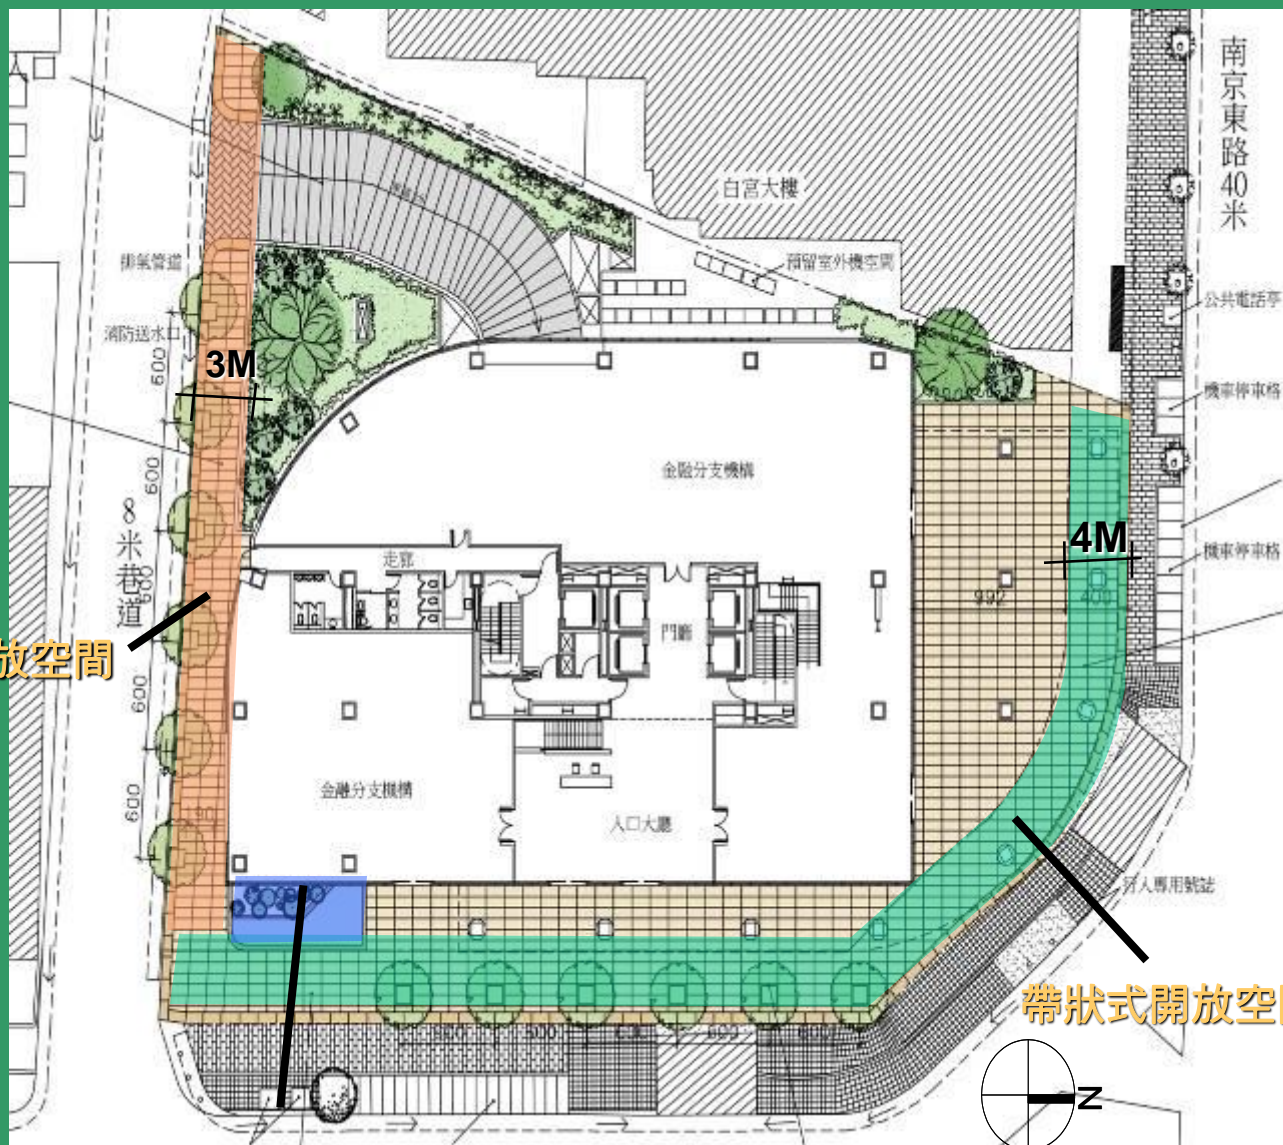 南京東路40米
白宮大樓
排氣管道
預留室外機空間
公共電話亭
消防送水口
600
3M
機車停車格
600
金融分支機構
8米巷道
4M
機車停車格
走廊
600
992
400
門廳
放空間
600
金融分支機構
入口大廳
600
行人專用號誌
帶狀式開放空
600
N